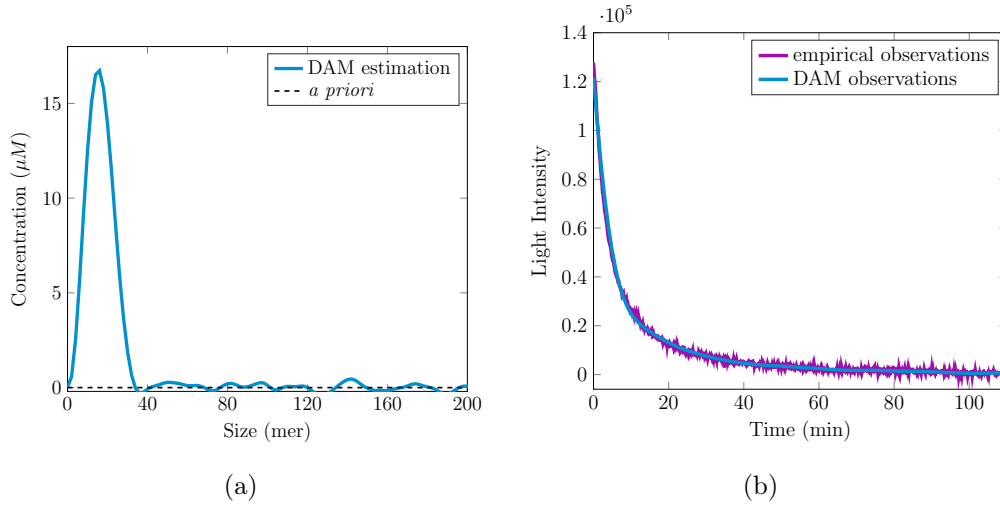 DAM estimation
a priori
Concentration (μM)
15
10
5
0
0 40 80 120 160 200
Size (mer)
(a)
·10⁵
empirical observations
DAM observations
Light Intensity
1.4
1.2
1
0.8
0.6
0.4
0.2
0
0 20 40 60 80 100
Time (min)
(b)